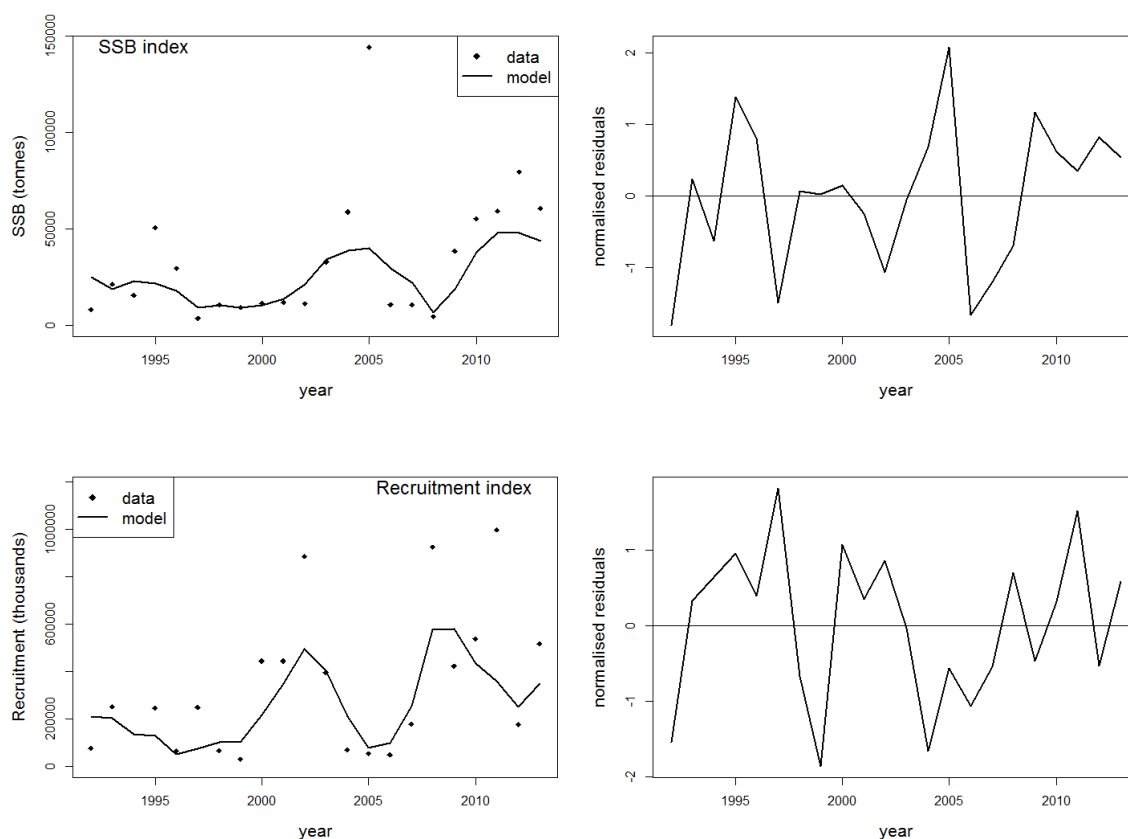 SSB index
data
model
SSB (tonnes)
0
50000
100000
150000
1995
2000
2005
2010
year
normalised residuals
-1
0
1
2
1995
2000
2005
2010
year
Recruitment index
data
model
Recruitment (thousands)
0
200000
400000
600000
1000000
1995
2000
2005
2010
year
normalised residuals
-2
-1
0
1
1995
2000
2005
2010
year